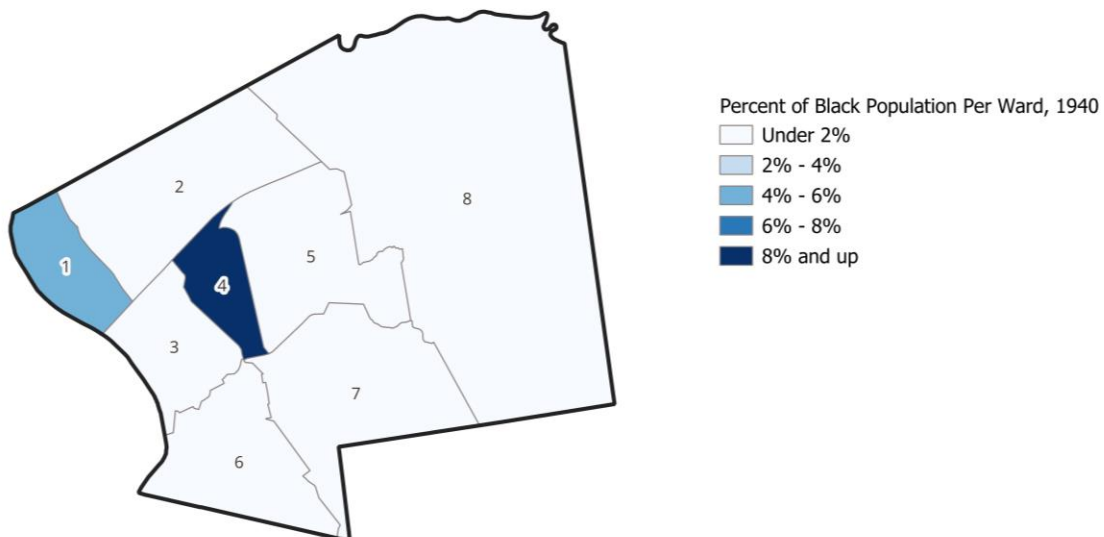 Percent of Black Population Per Ward, 1940
Under 2%
2% - 4%
4% - 6%
6% - 8%
8% and up
2
8
1
5
4
3
7
6